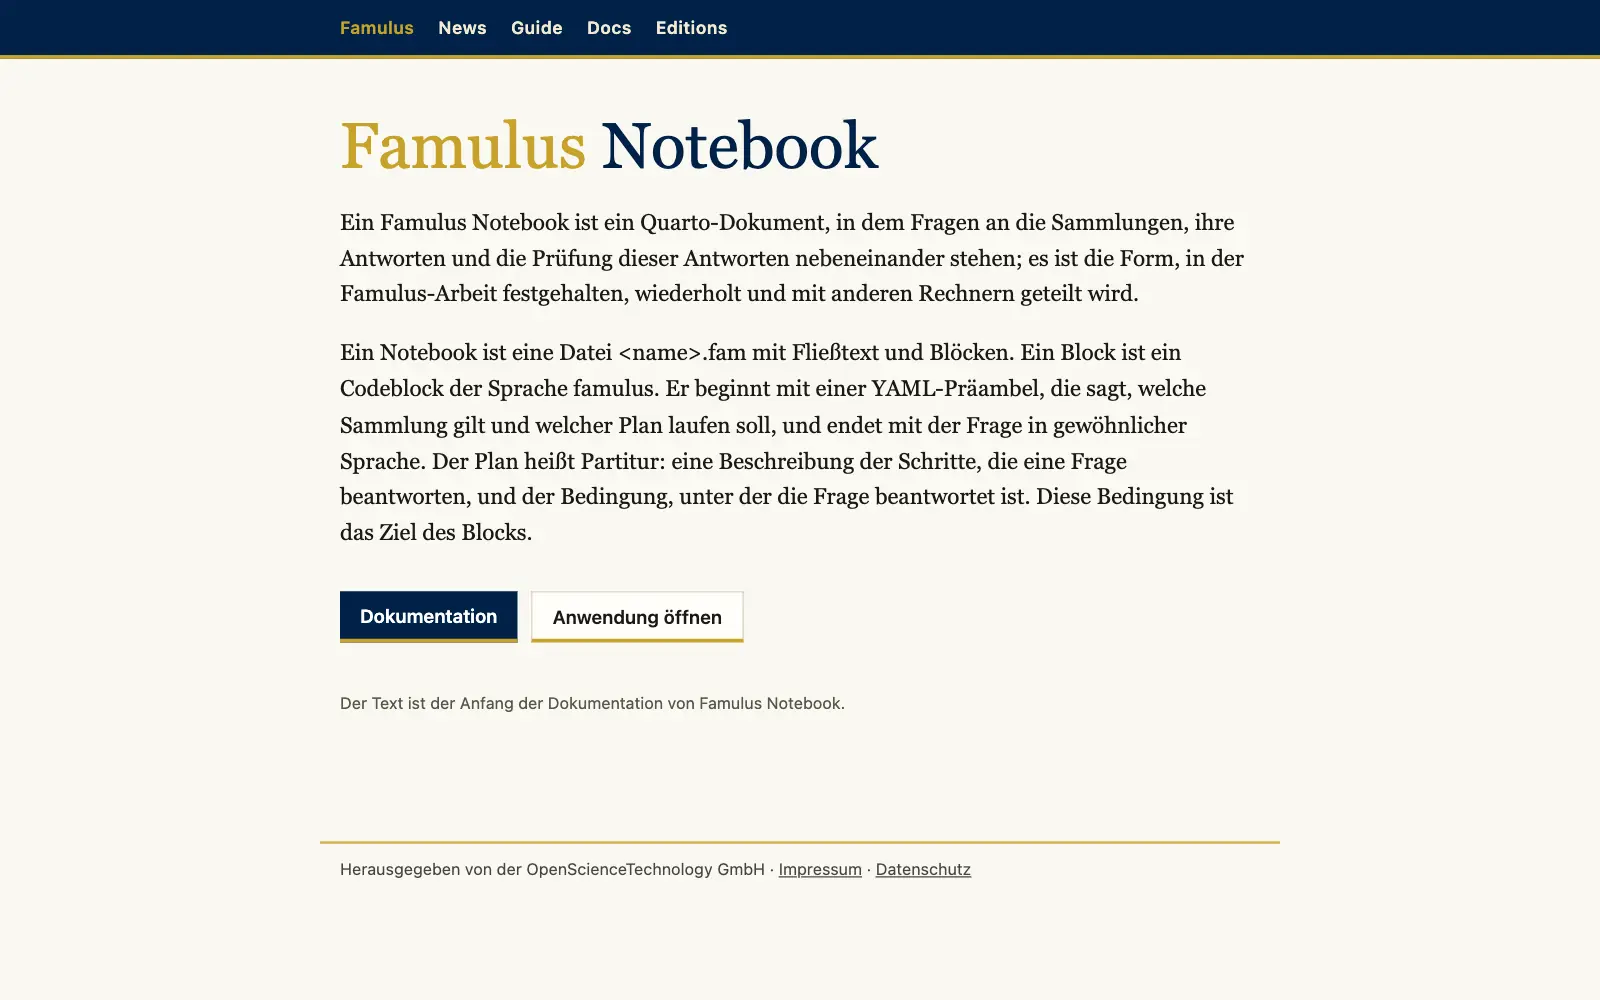 Famulus News Guide Docs Editions
Famulus Notebook
Ein Famulus Notebook ist ein Quarto-Dokument, in dem Fragen an die Sammlungen, ihre
Antworten und die Prüfung dieser Antworten nebeneinander stehen; es ist die Form, in der
Famulus-Arbeit festgehalten, wiederholt und mit anderen Rechnern geteilt wird.
Ein Notebook ist eine Datei <name>.fam mit Fließtext und Blöcken. Ein Block ist ein
Codeblock der Sprache famulus. Er beginnt mit einer YAML-Präambel, die sagt, welche
Sammlung gilt und welcher Plan laufen soll, und endet mit der Frage in gewöhnlicher
Sprache. Der Plan heißt Partitur: eine Beschreibung der Schritte, die eine Frage
beantworten, und der Bedingung, unter der die Frage beantwortet ist. Diese Bedingung ist
das Ziel des Blocks.
Dokumentation Anwendung öffnen
Der Text ist der Anfang der Dokumentation von Famulus Notebook.
Herausgegeben von der OpenScienceTechnology GmbH · Impressum · Datenschutz